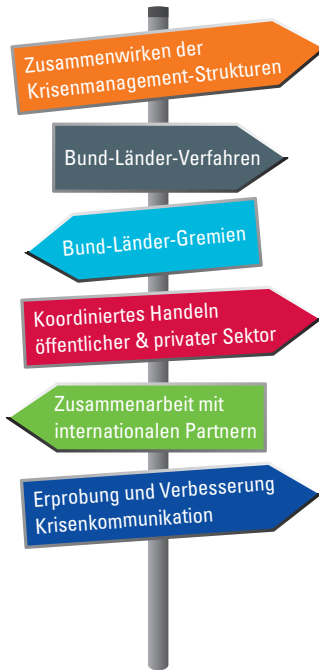 Zusammenwirken der
Krisenmanagement-Strukturen
Bund-Länder-Verfahren
Bund-Länder-Gremien
Koordiniertes Handeln
öffentlicher & privater Sektor
Zusammenarbeit mit
internationalen Partnern
Erprobung und Verbesserung
Krisenkommunikation